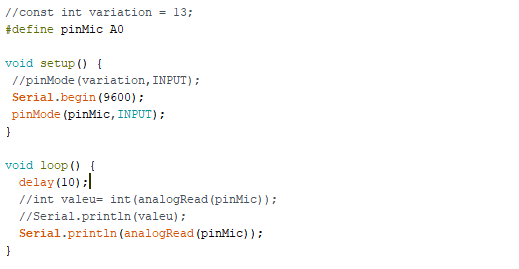 //const int variation = 13;
#define pinMic A0
void setup() {
//pinMode(variation,INPUT);
Serial.begin(9600);
pinMode(pinMic,INPUT);
}
void loop() {
delay(10);
//int valeu= int(analogRead(pinMic));
//Serial.println(valeu);
Serial.println(analogRead(pinMic));
}